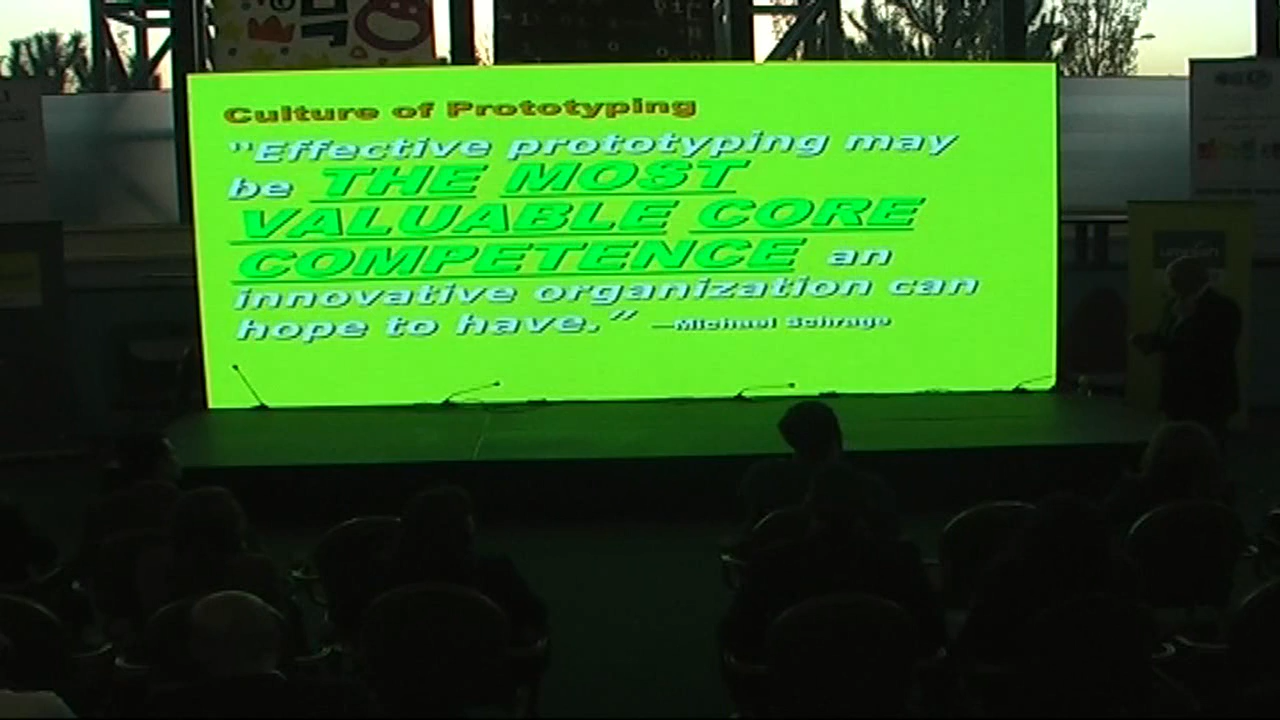 Culture of Prototyping
"Effective prototyping may
be THE MOST
VALUABLE CORE
COMPETENCE an
innovative organization can
hope to have.” —Michael Schrage